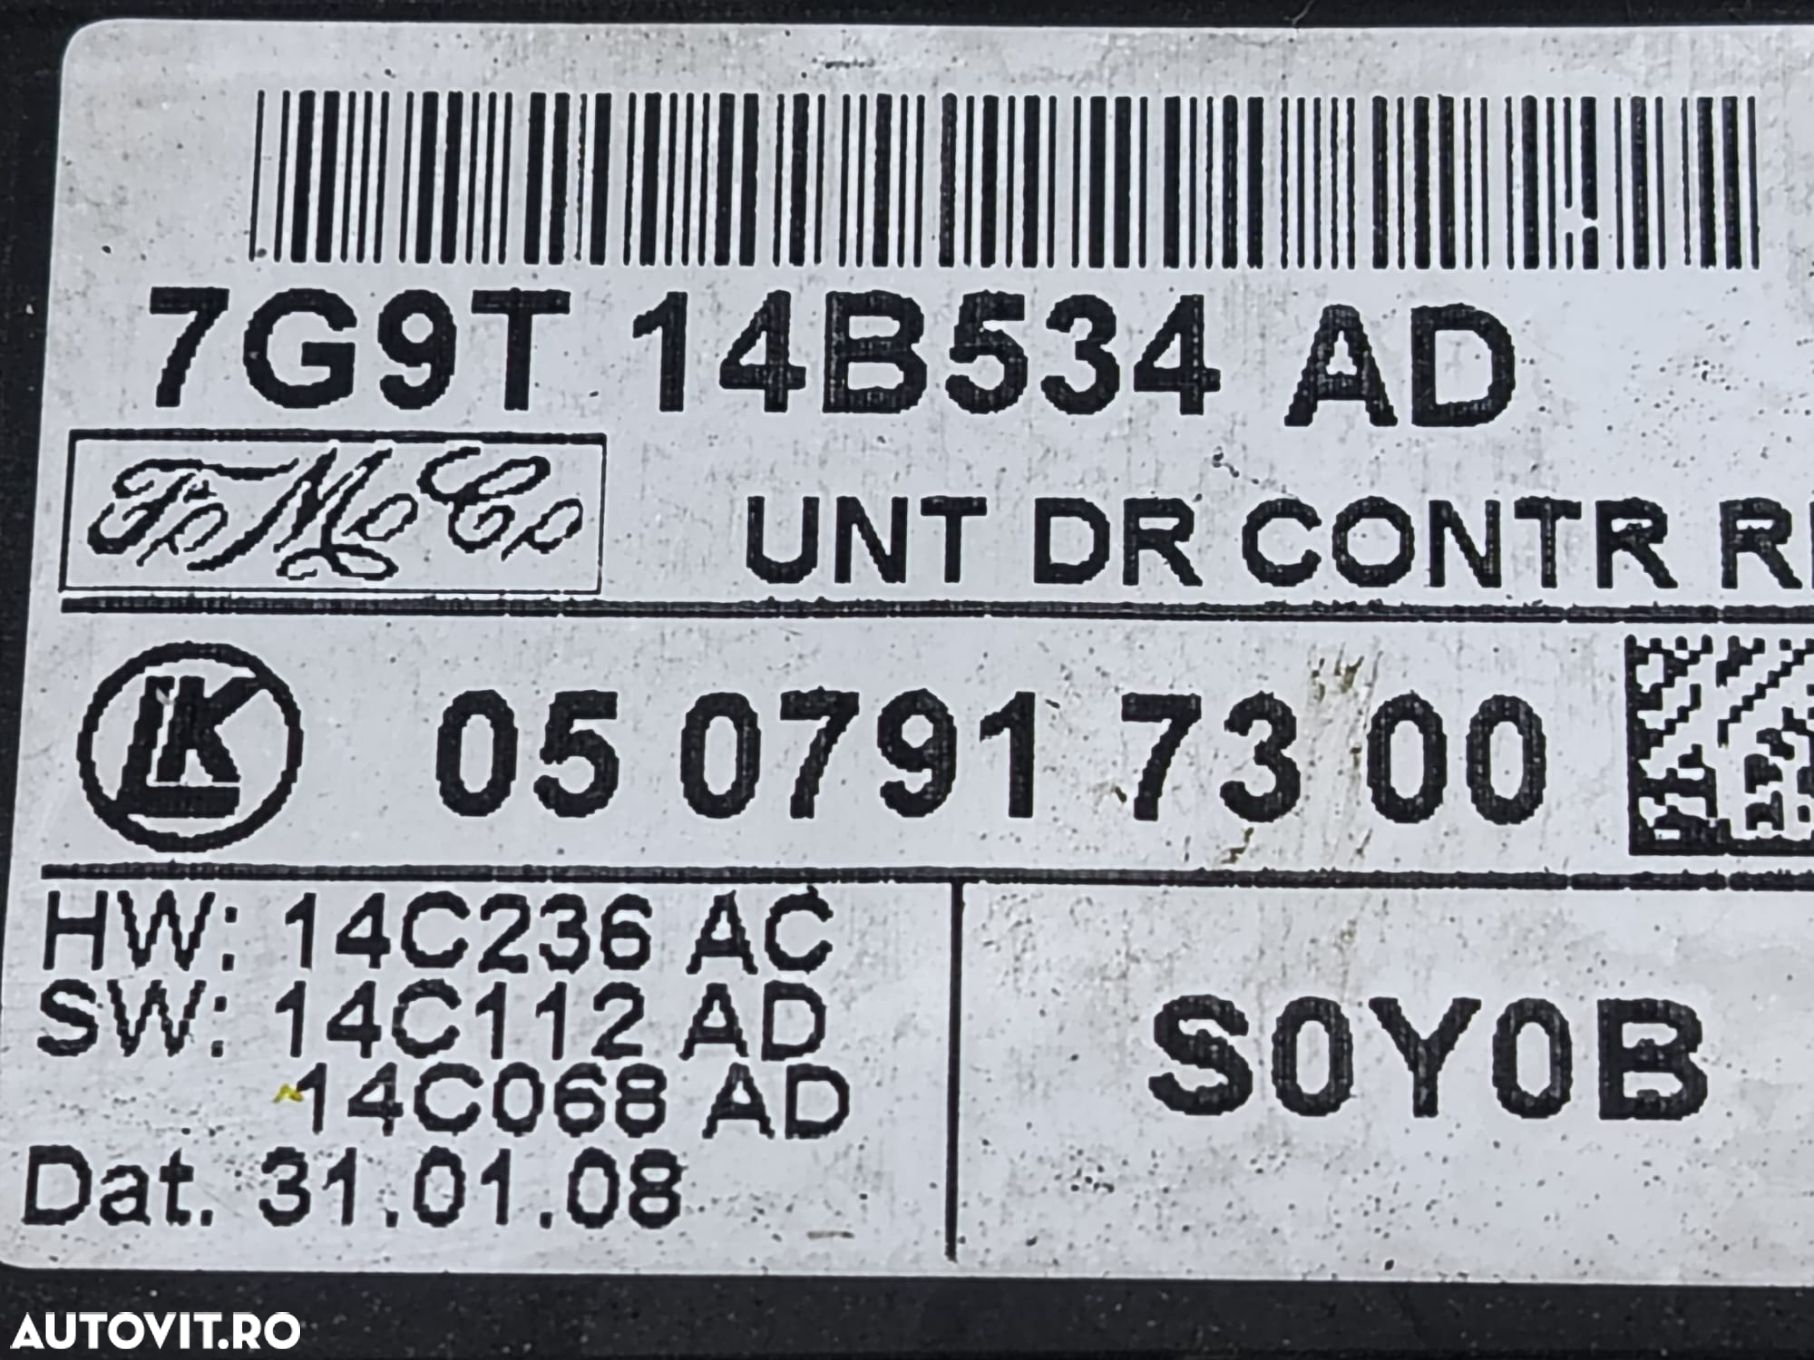 7G9T 14B534 AD
FoMoCo
UNT DR CONTR
LK 05 0791 73 00
HW: 14C236 AC
SW: 14C112 AD
14C068 AD
Dat. 31.01.08
S0Y0B
AUTOVIT.RO